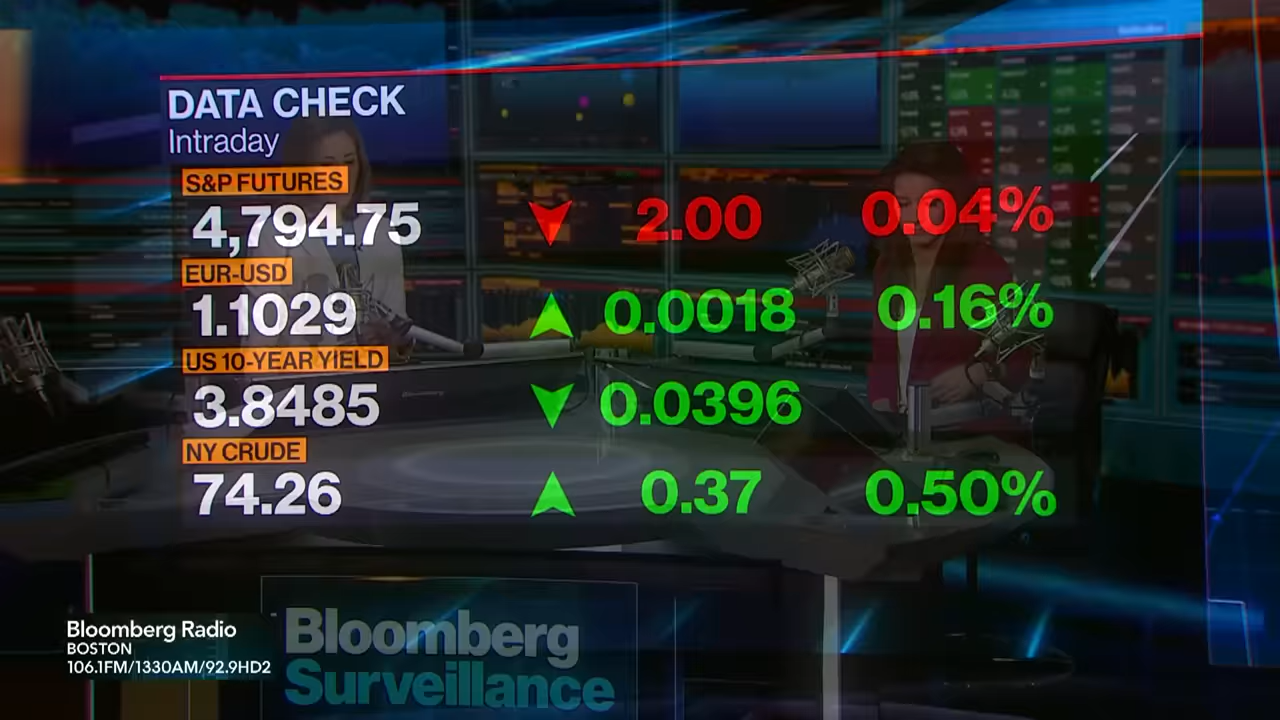 DATA CHECK
Intraday
S&P FUTURES
4,794.75 ▼ 2.00 0.04%
EUR-USD
1.1029 ▲ 0.0018 0.16%
US 10-YEAR YIELD
3.8485 ▼ 0.0396
NY CRUDE
74.26 ▲ 0.37 0.50%
Bloomberg Radio
BOSTON
106.1FM/1330AM/92.9HD2
Bloomberg
Surveillance